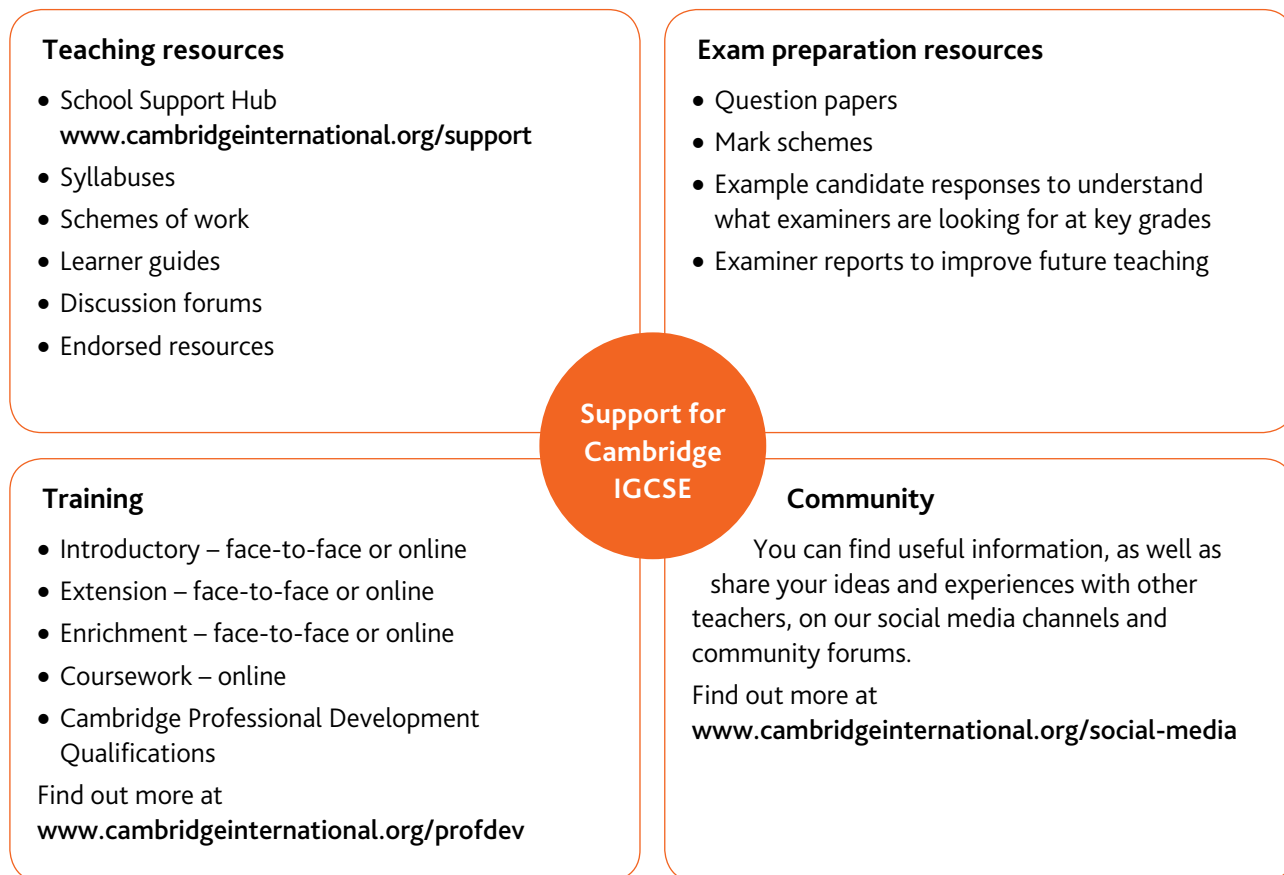 Teaching resources
• School Support Hub
www.cambridgeinternational.org/support
• Syllabuses
• Schemes of work
• Learner guides
• Discussion forums
• Endorsed resources
Exam preparation resources
• Question papers
• Mark schemes
• Example candidate responses to understand
what examiners are looking for at key grades
• Examiner reports to improve future teaching
Support for
Cambridge
IGCSE
Training
• Introductory – face-to-face or online
• Extension – face-to-face or online
• Enrichment – face-to-face or online
• Coursework – online
• Cambridge Professional Development
Qualifications
Find out more at
www.cambridgeinternational.org/profdev
Community
You can find useful information, as well as
share your ideas and experiences with other
teachers, on our social media channels and
community forums.
Find out more at
www.cambridgeinternational.org/social-media